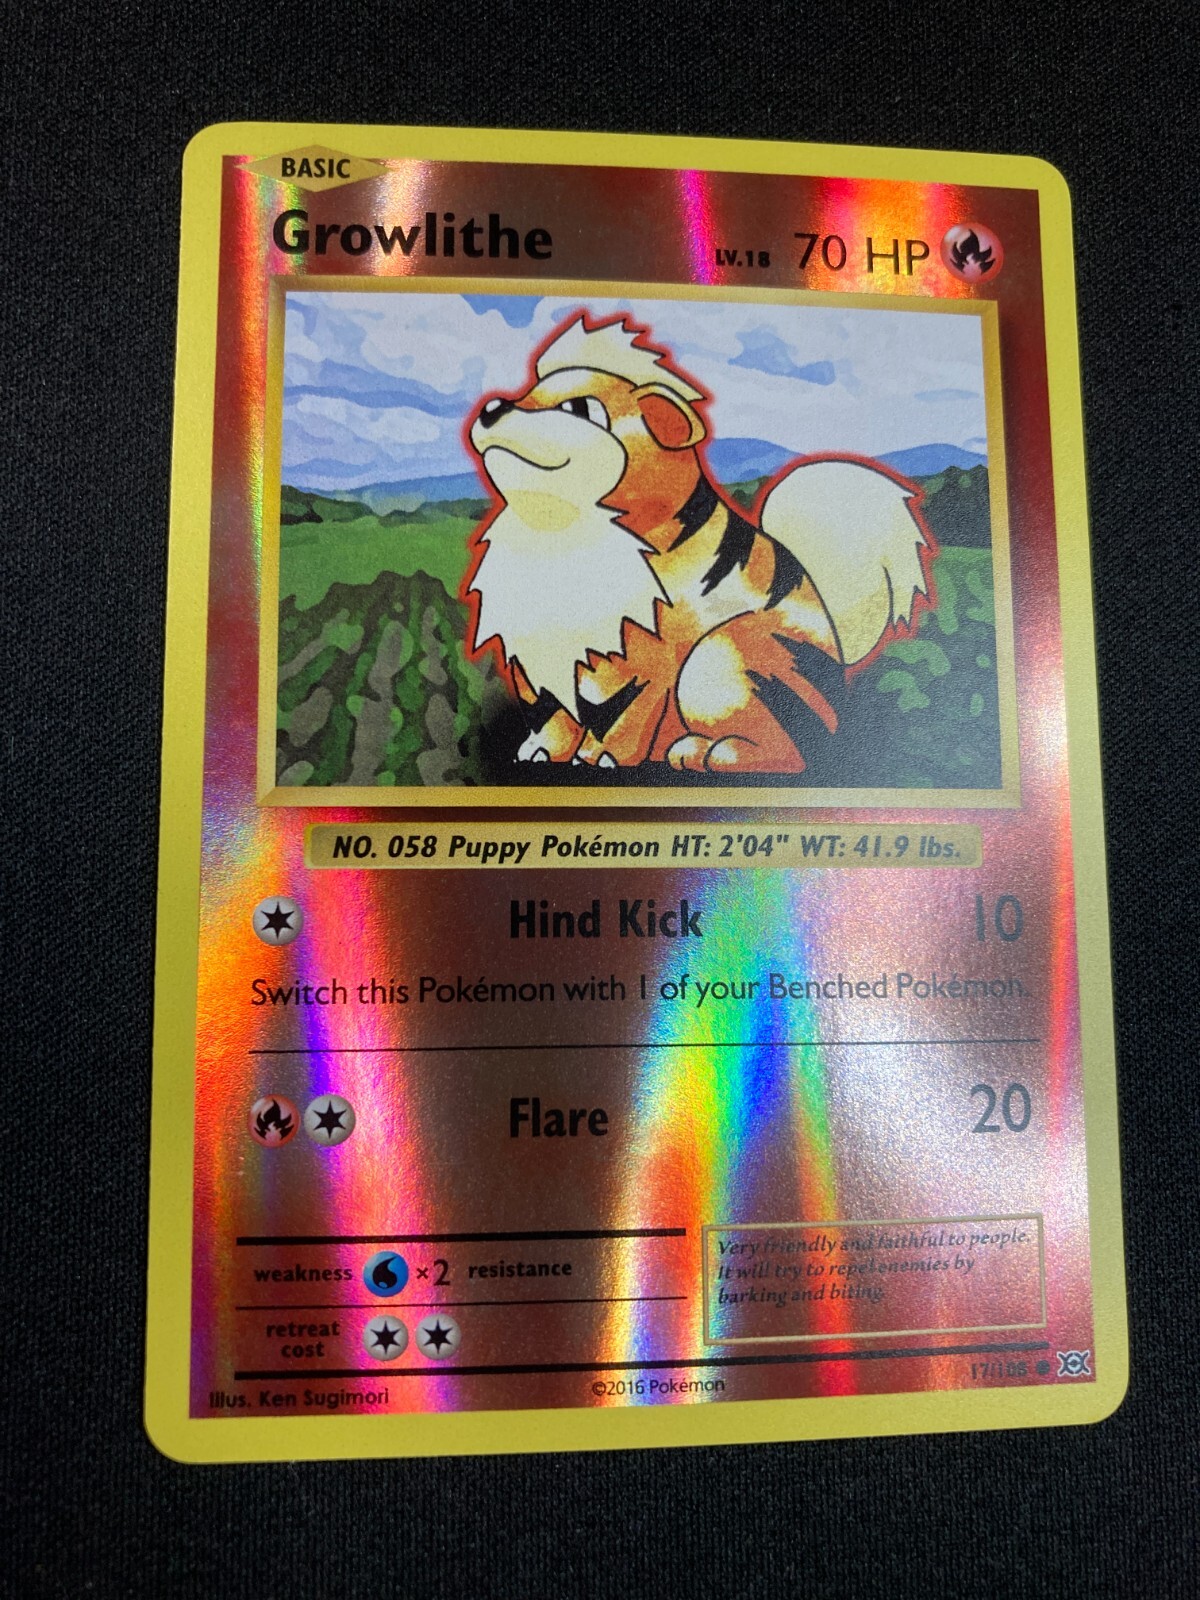 BASIC
Growlithe LV.18 70 HP
NO. 058 Puppy Pokémon HT: 2'04" WT: 41.9 lbs.
Hind Kick 10
Switch this Pokémon with 1 of your Benched Pokémon.
Flare 20
weakness ×2 resistance
retreat
cost
Very friendly and faithful to people.
It will try to repel enemies by
barking and biting.
Illus. Ken Sugimori ©2016 Pokémon 17/108